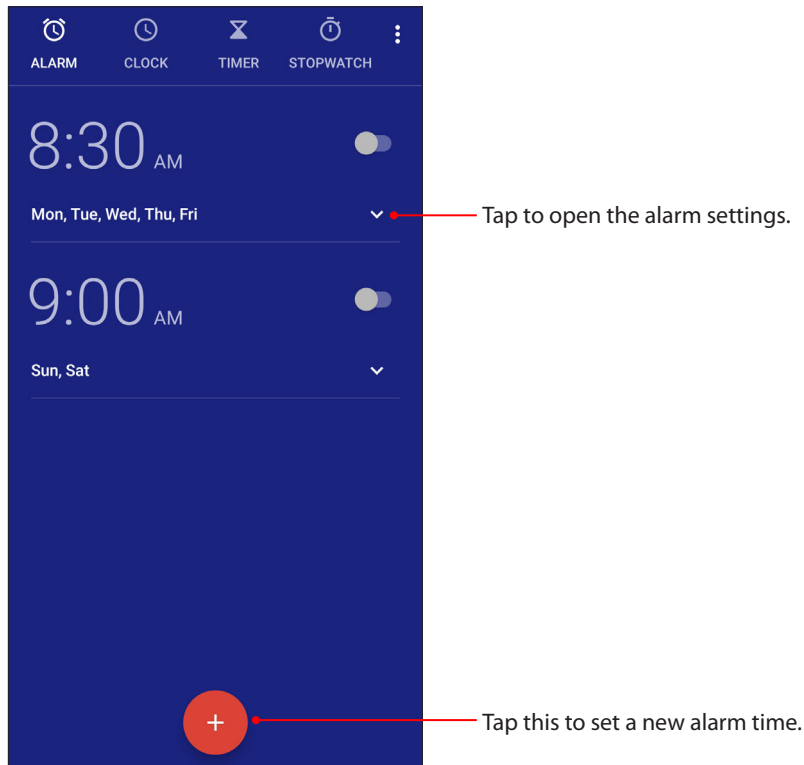 ALARM CLOCK TIMER STOPWATCH
8:30 AM
Mon, Tue, Wed, Thu, Fri
Tap to open the alarm settings.
9:00 AM
Sun, Sat
+
Tap this to set a new alarm time.